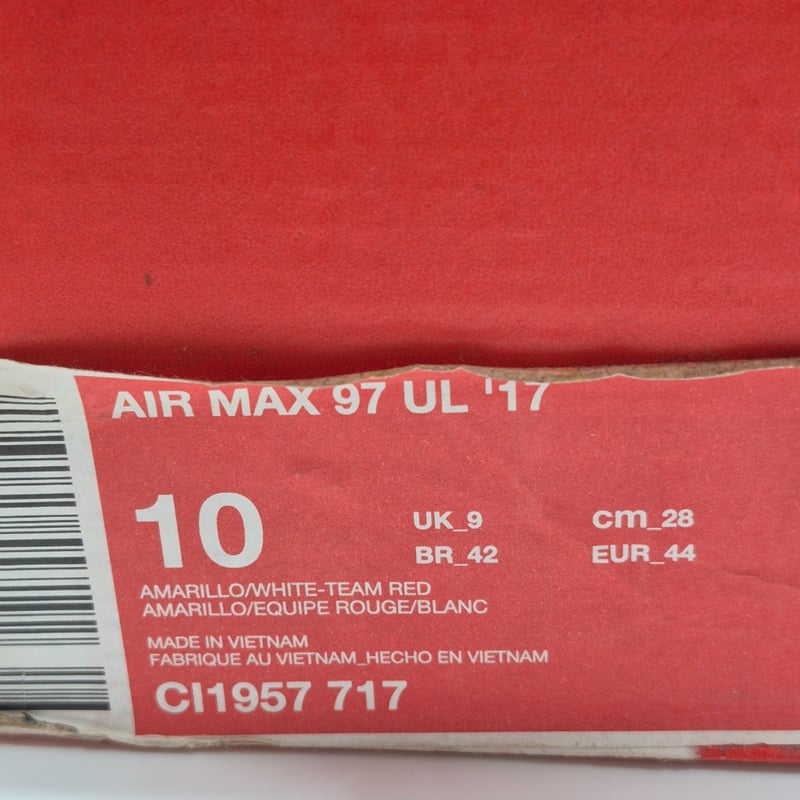 AIR MAX 97 UL '17
10
UK_9 cm_28
BR_42 EUR_44
AMARILLO/WHITE-TEAM RED
AMARILLO/EQUIPE ROUGE/BLANC
MADE IN VIETNAM
FABRIQUE AU VIETNAM_HECHO EN VIETNAM
CI1957 717